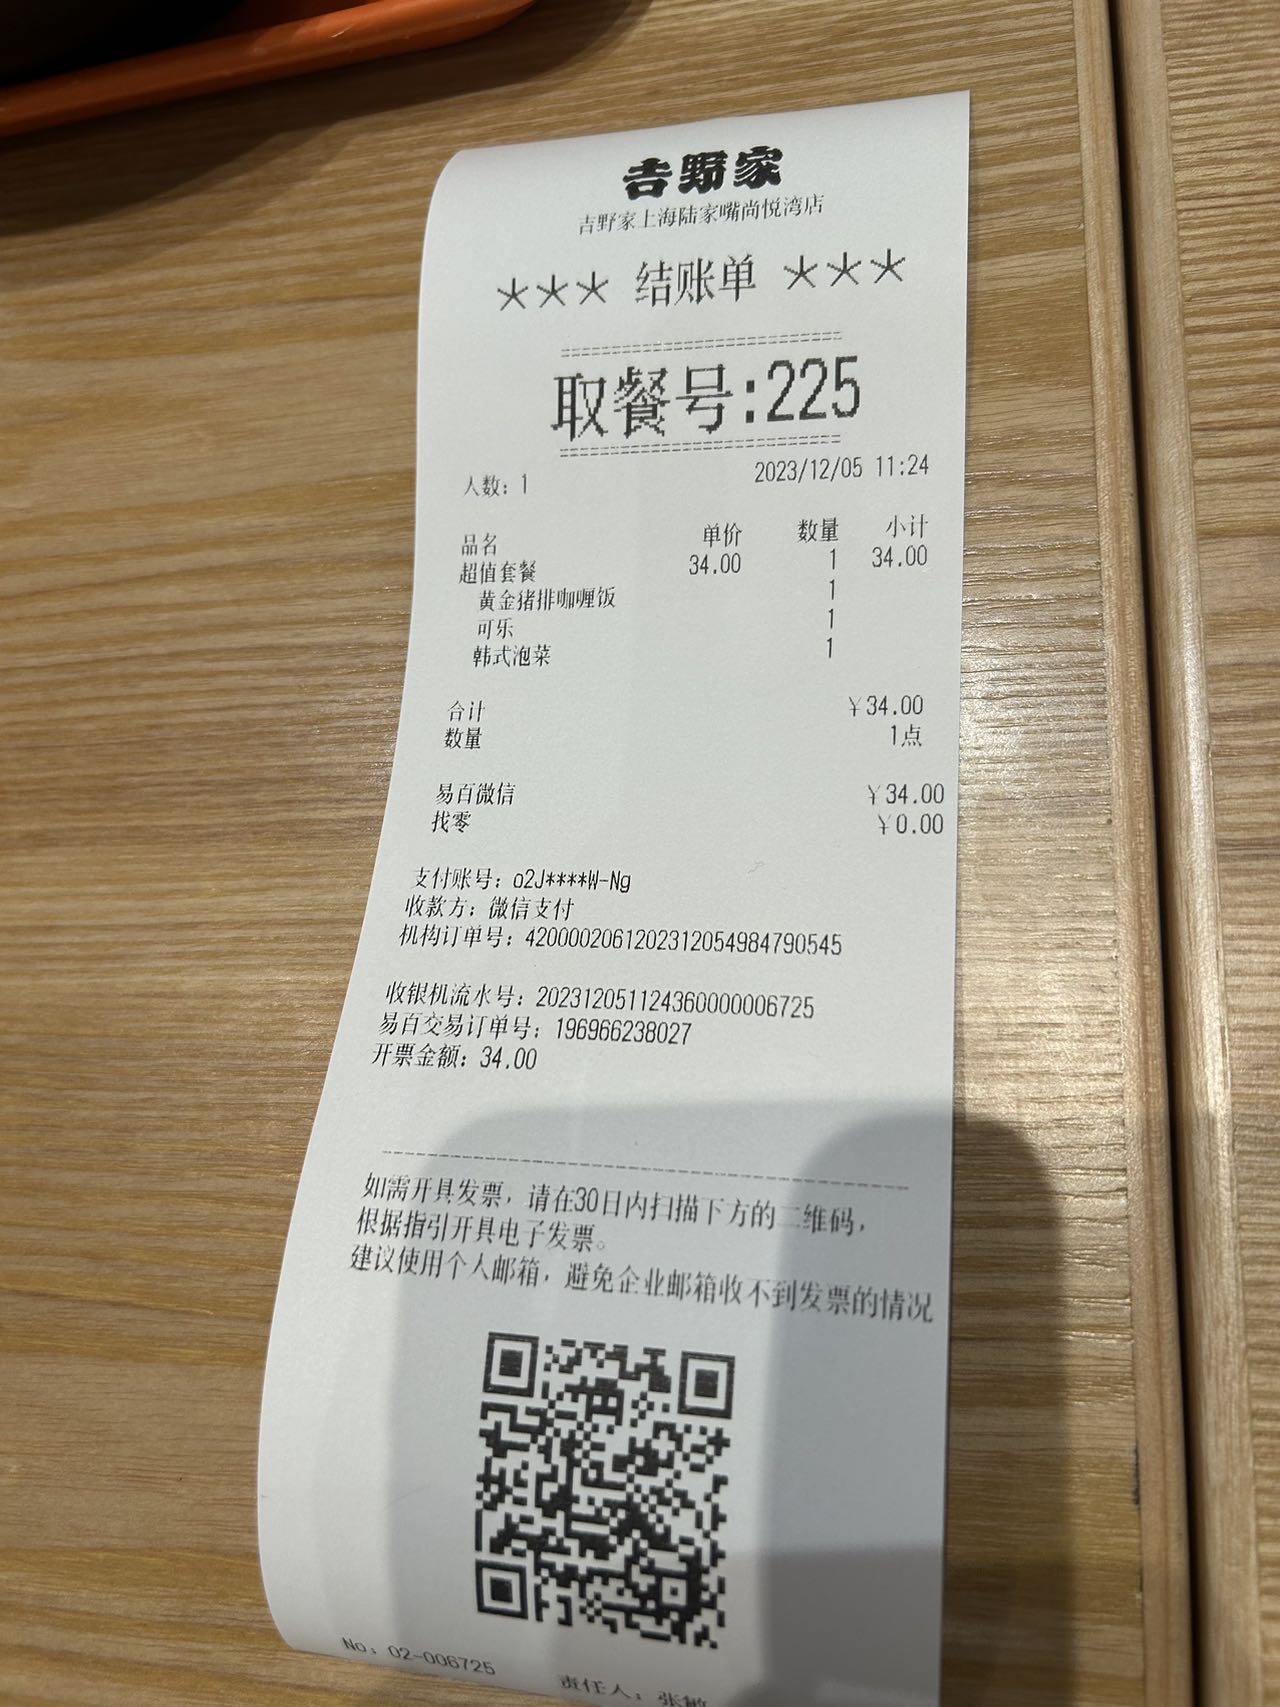 吉野家
吉野家上海陆家嘴尚悦湾店
*** 结账单 ***
取餐号:225
人数: 1 2023/12/05 11:24
品名 单价 数量 小计
超值套餐 34.00 1 34.00
黄金猪排咖喱饭 1
可乐 1
韩式泡菜 1
合计 ¥34.00
数量 1点
易百微信 ¥34.00
找零 ¥0.00
支付账号: o2J****W-Ng
收款方: 微信支付
机构订单号: 4200002061202312054984790545
收银机流水号: 202312051124360000006725
易百交易订单号: 196966238027
开票金额: 34.00
如需开具发票, 请在30日内扫描下方的二维码,
根据指引开具电子发票。
建议使用个人邮箱, 避免企业邮箱收不到发票的情况
No: 02-006725
责任人: 张敏